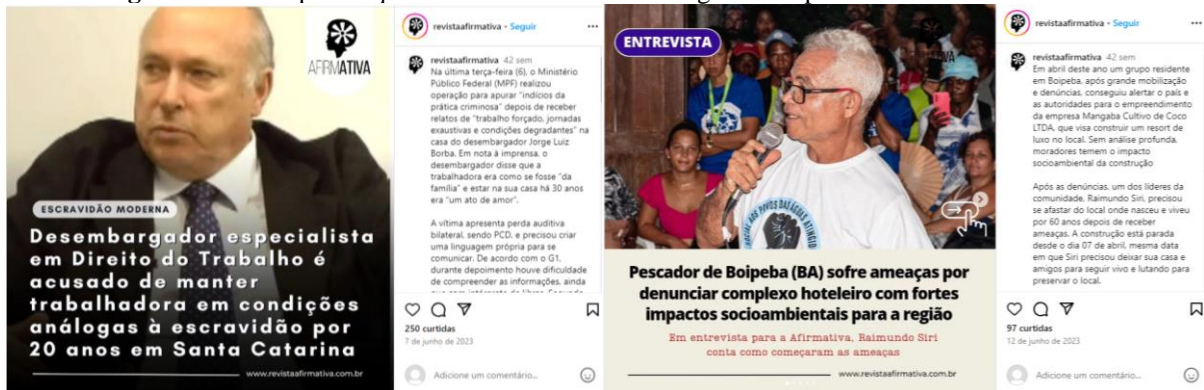 AFIRMATIVA
ESCRAVIDÃO MODERNA
Desembargador especialista
em Direito do Trabalho é
acusado de manter
trabalhadora em condições
análogas à escravidão por
20 anos em Santa Catarina
www.revistaafirmativa.com.br
revistaafirmativa • Seguir
revistaafirmativa 42 sem
Na última terça-feira (6), o Ministério
Público Federal (MPF) realizou
operação para apurar "indícios da
prática criminosa" depois de receber
relatos de "trabalho forçado, jornadas
exaustivas e condições degradantes" na
casa do desembargador Jorge Luiz
Borba. Em nota à imprensa, o
desembargador disse que a
trabalhadora era como se fosse "da
família" e estar na sua casa há 30 anos
era "um ato de amor".
A vítima apresenta perda auditiva
bilateral, sendo PCD, e precisou criar
uma linguagem própria para se
comunicar. De acordo com o G1,
durante depoimento houve dificuldade
de compreender as informações, ainda
250 curtidas
7 de junho de 2023
Adicione um comentário...
ENTREVISTA
Pescador de Boipeba (BA) sofre ameaças por
denunciar complexo hoteleiro com fortes
impactos socioambientais para a região
Em entrevista para a Afirmativa, Raimundo Siri
conta como começaram as ameaças
www.revistaafirmativa.com.br
revistaafirmativa • Seguir
revistaafirmativa 42 sem
Em abril deste ano um grupo residente
em Boipeba, após grande mobilização
e denúncias, conseguiu alertar o país e
as autoridades para o empreendimento
da empresa Mangaba Cultivo de Coco
LTDA, que visa construir um resort de
luxo no local. Sem análise profunda,
moradores temem o impacto
socioambiental da construção
Após as denúncias, um dos líderes da
comunidade, Raimundo Siri, precisou
se afastar do local onde nasceu e viveu
por 60 anos depois de receber
ameaças. A construção está parada
desde o dia 07 de abril, mesma data
em que Siri precisou deixar sua casa e
amigos para seguir vivo e lutando para
preservar o local.
97 curtidas
12 de junho de 2023
Adicione um comentário...